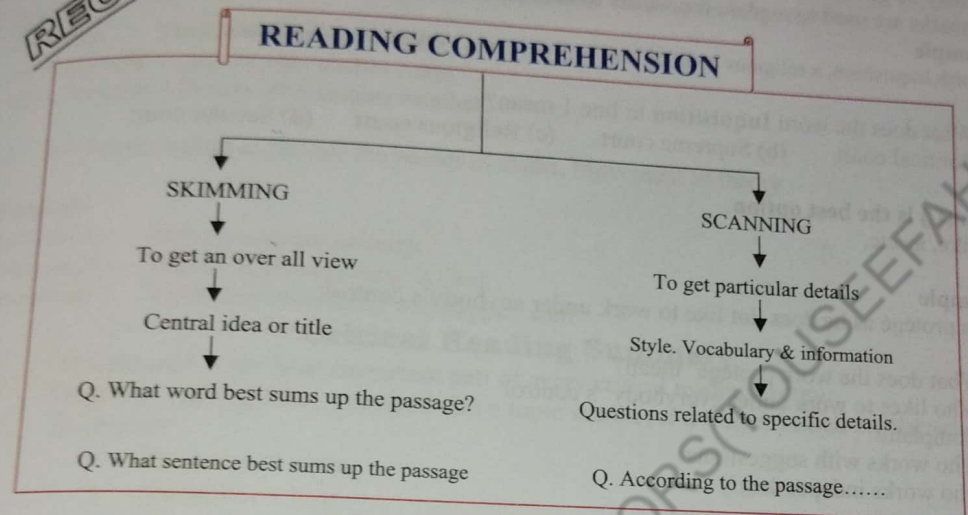 READING COMPREHENSION
SKIMMING
To get an over all view
Central idea or title
Q. What word best sums up the passage?
Q. What sentence best sums up the passage
SCANNING
To get particular details
Style. Vocabulary & information
Questions related to specific details.
Q. According to the passage......